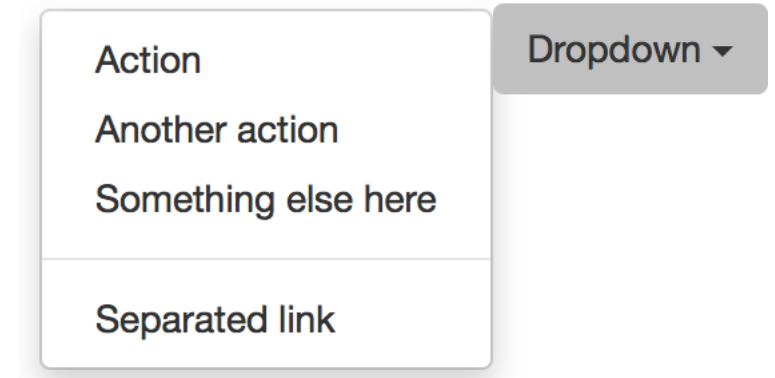 Dropdown
Action
Another action
Something else here
Separated link